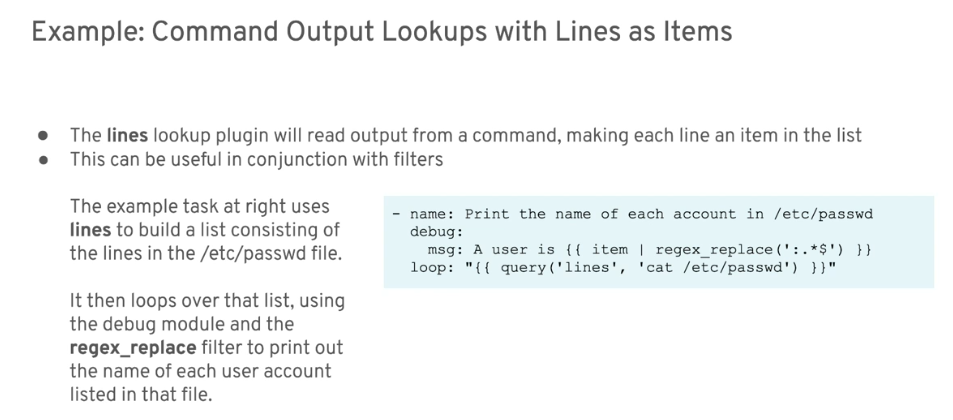 Example: Command Output Lookups with Lines as Items
● The lines lookup plugin will read output from a command, making each line an item in the list
● This can be useful in conjunction with filters
The example task at right uses
lines to build a list consisting of
the lines in the /etc/passwd file.
It then loops over that list, using
the debug module and the
regex_replace filter to print out
the name of each user account
listed in that file.
- name: Print the name of each account in /etc/passwd
  debug:
    msg: A user is {{ item | regex_replace(':.*$') }}
  loop: "{{ query('lines', 'cat /etc/passwd') }}"